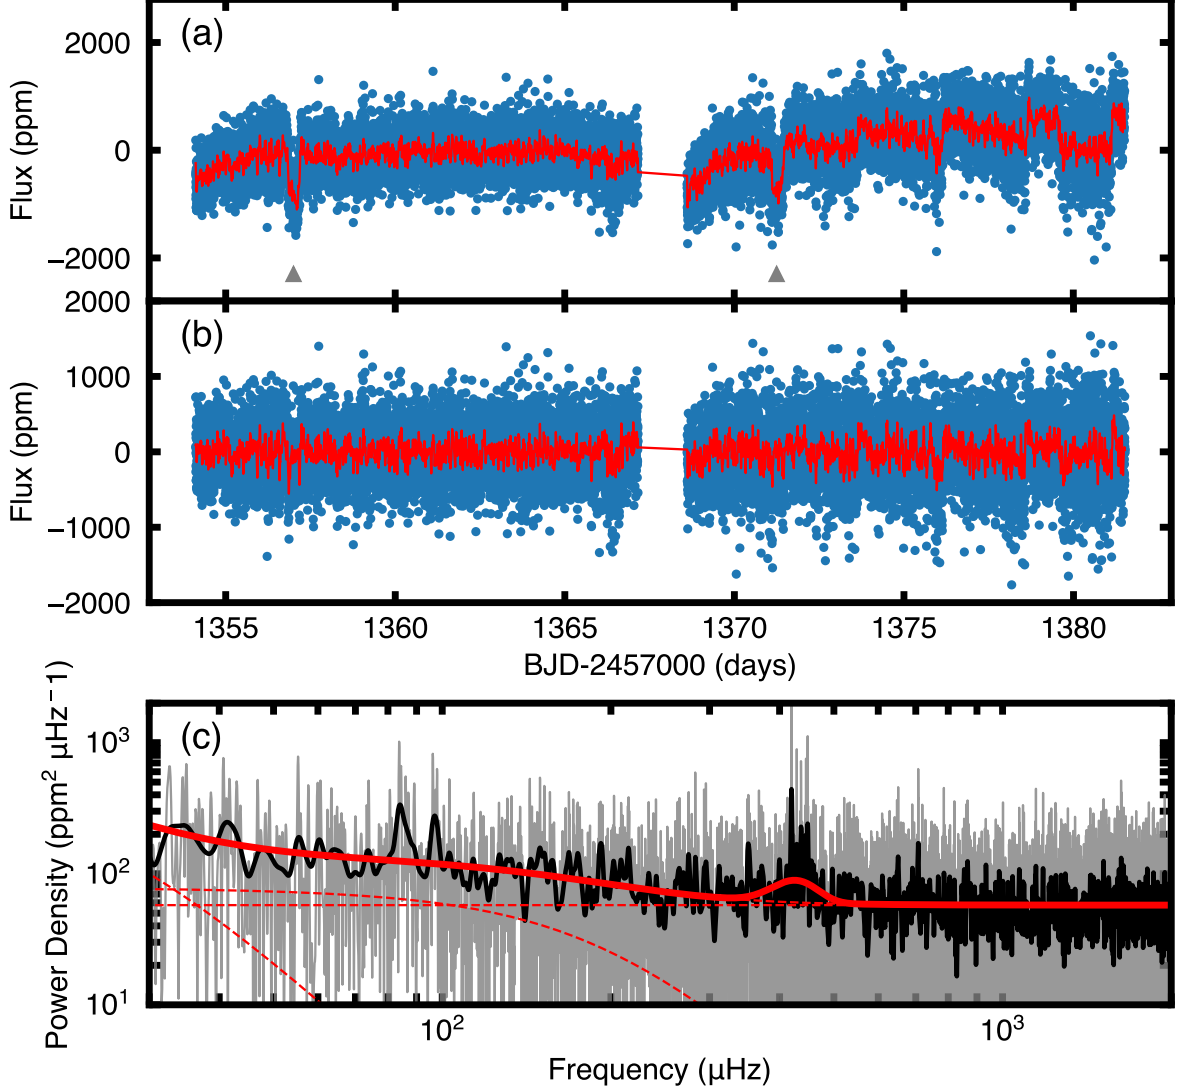 (a)
2000
0
−2000
Flux (ppm)
(b)
2000
1000
0
−1000
−2000
Flux (ppm)
1355 1360 1365 1370 1375 1380
BJD-2457000 (days)
(c)
10³
10²
10¹
Power Density (ppm² μHz−1)
10² 10³
Frequency (μHz)